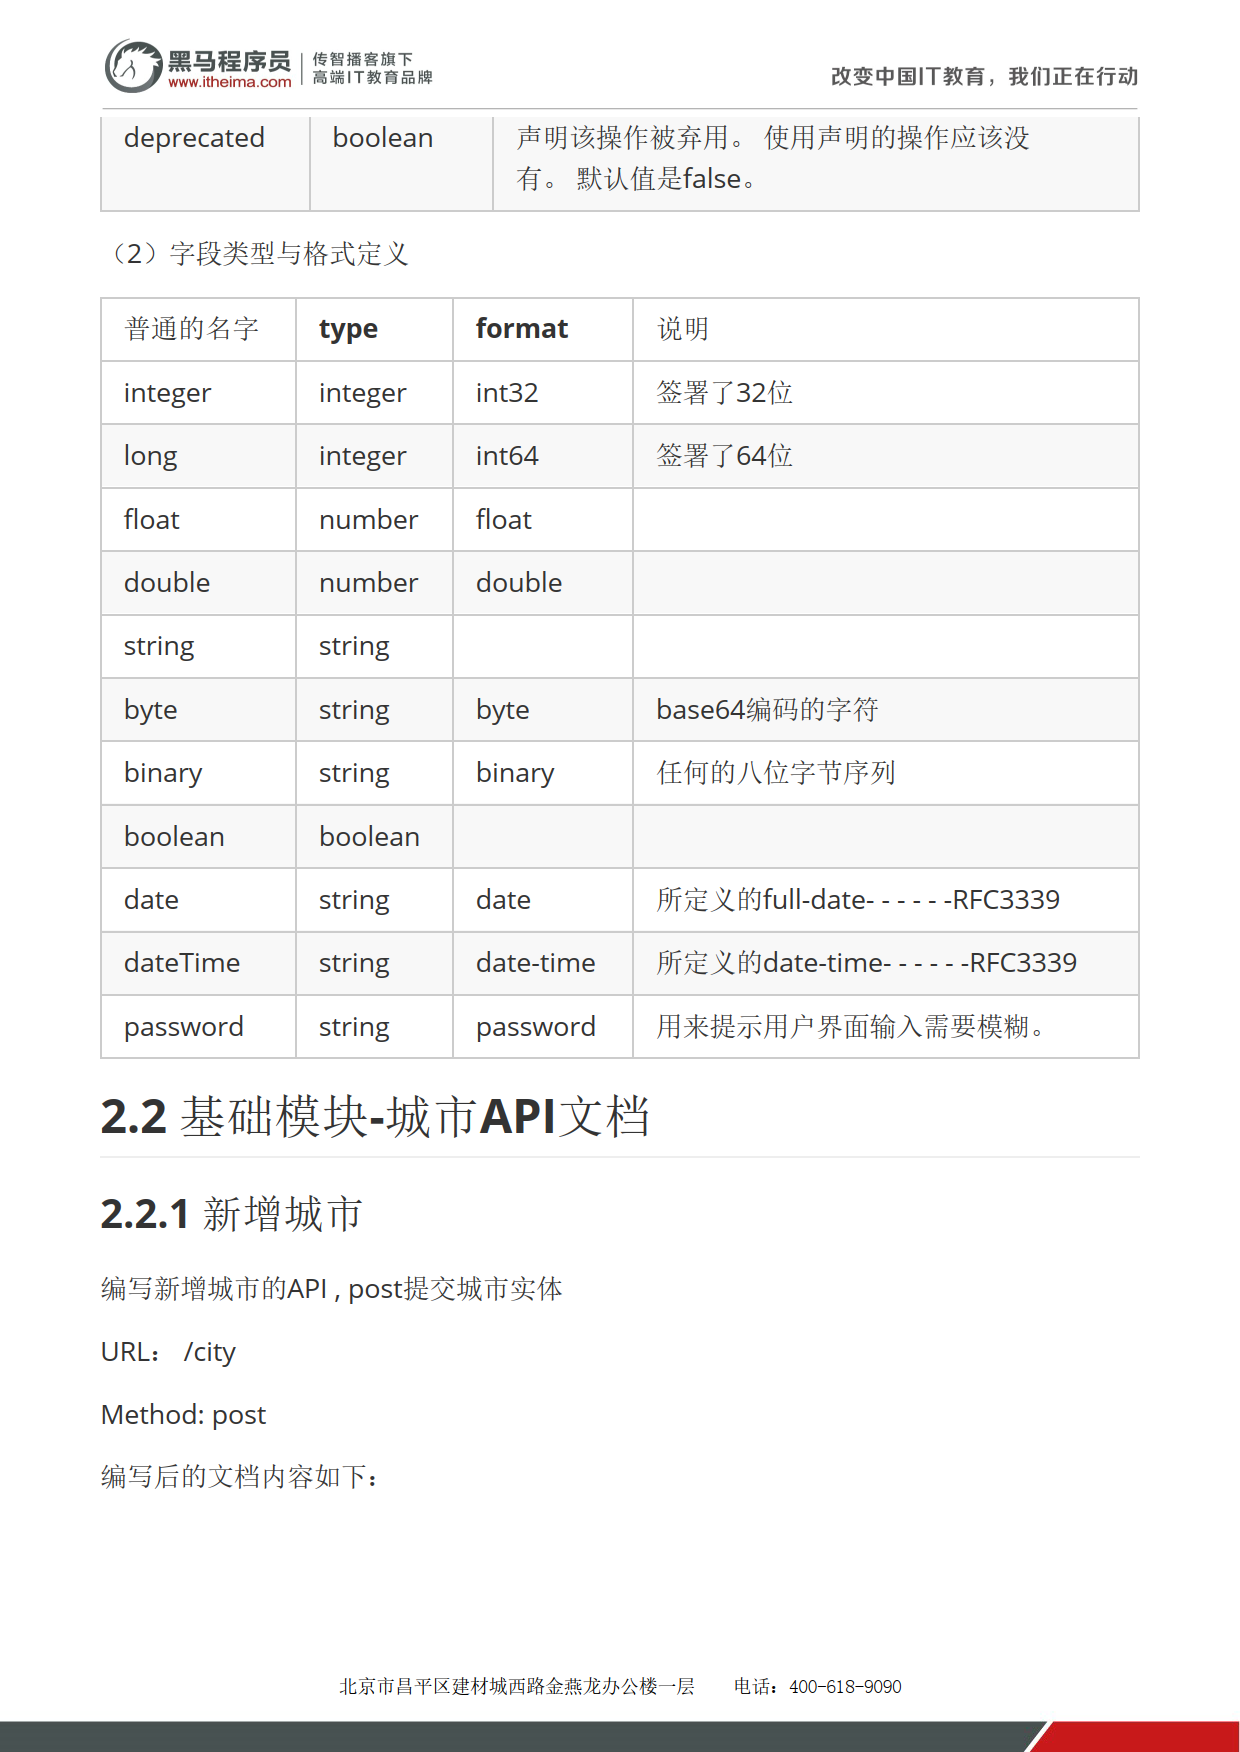 黑马程序员
www.itheima.com
传智播客旗下
高端IT教育品牌
改变中国IT教育，我们正在行动
deprecated boolean 声明该操作被弃用。 使用声明的操作应该没
有。 默认值是false。
（2）字段类型与格式定义
普通的名字 type format 说明
integer integer int32 签署了32位
long integer int64 签署了64位
float number float
double number double
string string
byte string byte base64编码的字符
binary string binary 任何的八位字节序列
boolean boolean
date string date 所定义的full-date- - - - - -RFC3339
dateTime string date-time 所定义的date-time- - - - - -RFC3339
password string password 用来提示用户界面输入需要模糊。
2.2 基础模块-城市API文档
2.2.1 新增城市
编写新增城市的API , post提交城市实体
URL： /city
Method: post
编写后的文档内容如下：
北京市昌平区建材城西路金燕龙办公楼一层 电话：400-618-9090